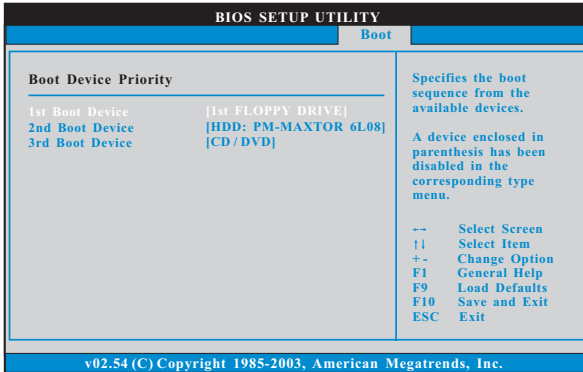 BIOS SETUP UTILITY
Boot
Boot Device Priority
1st Boot Device [1st FLOPPY DRIVE]
2nd Boot Device [HDD: PM-MAXTOR 6L08]
3rd Boot Device [CD/DVD]
Specifies the boot
sequence from the
available devices.
A device enclosed in
parenthesis has been
disabled in the
corresponding type
menu.
←→ Select Screen
↑↓ Select Item
+- Change Option
F1 General Help
F9 Load Defaults
F10 Save and Exit
ESC Exit
v02.54 (C) Copyright 1985-2003, American Megatrends, Inc.